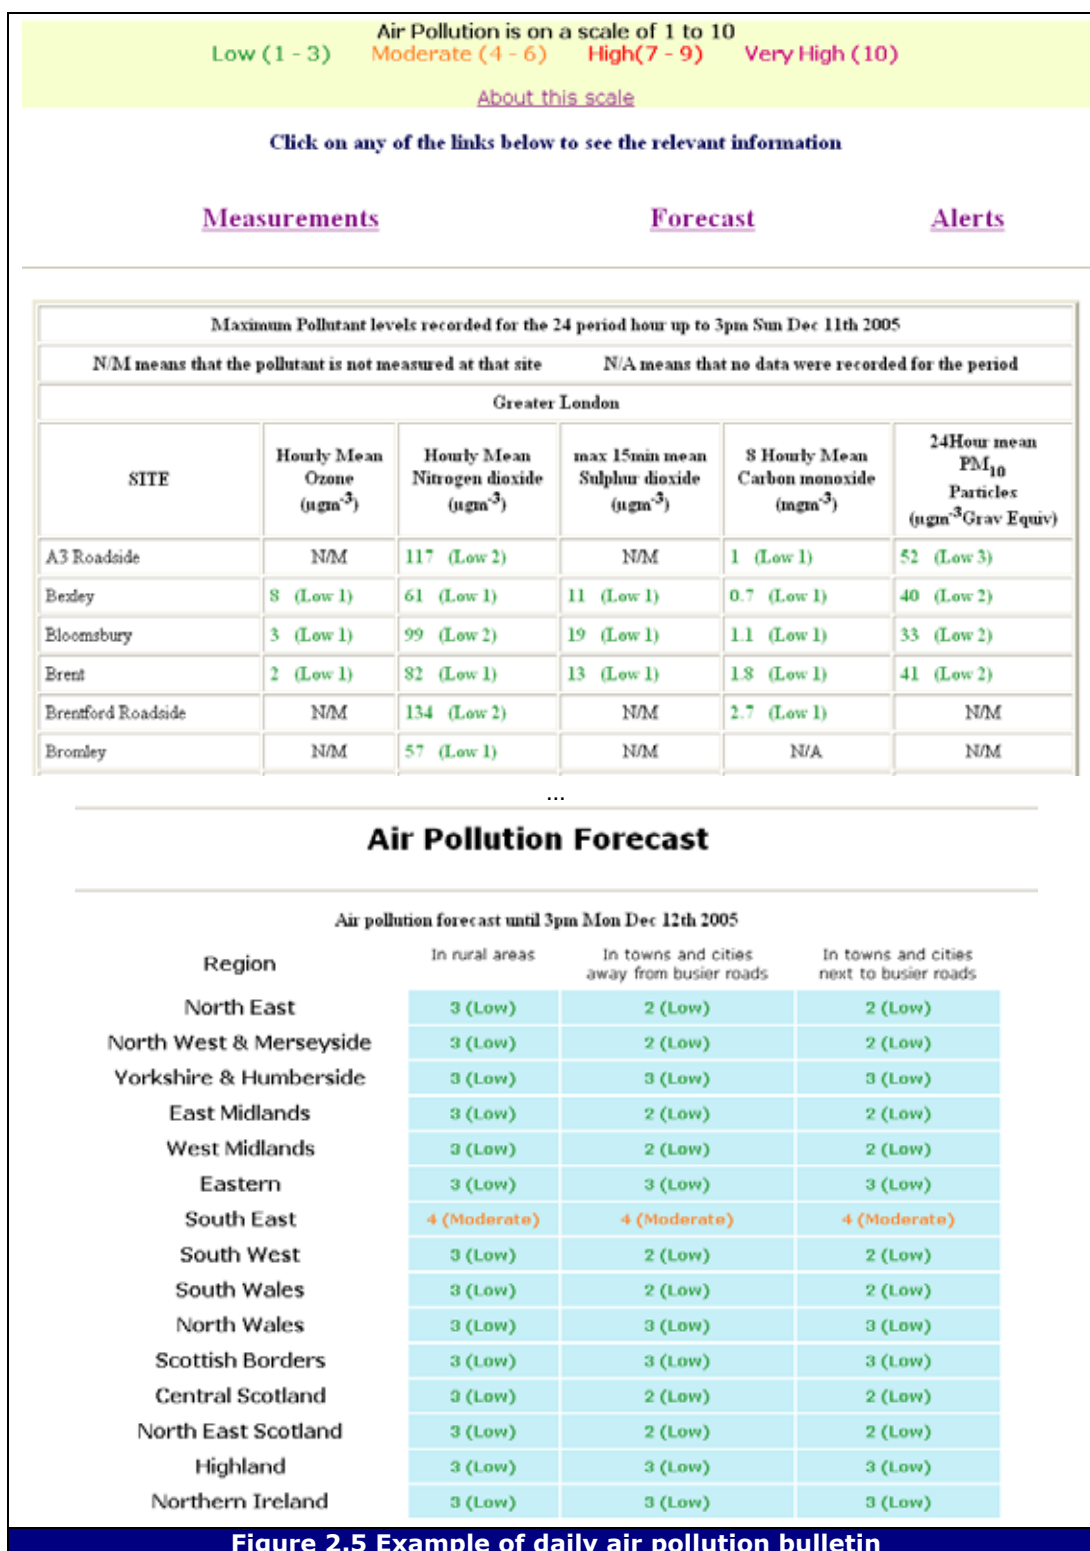 Air Pollution is on a scale of 1 to 10
Low (1 - 3) Moderate (4 - 6) High(7 - 9) Very High (10)
About this scale
Click on any of the links below to see the relevant information
Measurements Forecast Alerts
Maximum Pollutant levels recorded for the 24 period hour up to 3pm Sun Dec 11th 2005
N/M means that the pollutant is not measured at that site N/A means that no data were recorded for the period
Greater London
SITE Hourly Mean Ozone (µgm-3) Hourly Mean Nitrogen dioxide (µgm-3) max 15min mean Sulphur dioxide (µgm-3) 8 Hourly Mean Carbon monoxide (mgm-3) 24Hour mean PM10 Particles (µgm-3Grav Equiv)
A3 Roadside N/M 117 (Low 2) N/M 1 (Low 1) 52 (Low 3)
Bexley 8 (Low 1) 61 (Low 1) 11 (Low 1) 0.7 (Low 1) 40 (Low 2)
Bloomsbury 3 (Low 1) 99 (Low 2) 19 (Low 1) 1.1 (Low 1) 33 (Low 2)
Brent 2 (Low 1) 82 (Low 1) 13 (Low 1) 1.8 (Low 1) 41 (Low 2)
Brentford Roadside N/M 134 (Low 2) N/M 2.7 (Low 1) N/M
Bromley N/M 57 (Low 1) N/M N/A N/M
...
Air Pollution Forecast
Air pollution forecast until 3pm Mon Dec 12th 2005
Region In rural areas In towns and cities away from busier roads In towns and cities next to busier roads
North East 3 (Low) 2 (Low) 2 (Low)
North West & Merseyside 3 (Low) 2 (Low) 2 (Low)
Yorkshire & Humberside 3 (Low) 3 (Low) 3 (Low)
East Midlands 3 (Low) 2 (Low) 2 (Low)
West Midlands 3 (Low) 2 (Low) 2 (Low)
Eastern 3 (Low) 3 (Low) 3 (Low)
South East 4 (Moderate) 4 (Moderate) 4 (Moderate)
South West 3 (Low) 2 (Low) 2 (Low)
South Wales 3 (Low) 2 (Low) 2 (Low)
North Wales 3 (Low) 3 (Low) 3 (Low)
Scottish Borders 3 (Low) 3 (Low) 3 (Low)
Central Scotland 3 (Low) 2 (Low) 2 (Low)
North East Scotland 3 (Low) 2 (Low) 2 (Low)
Highland 3 (Low) 3 (Low) 3 (Low)
Northern Ireland 3 (Low) 3 (Low) 3 (Low)
Figure 2.5 Example of daily air pollution bulletin